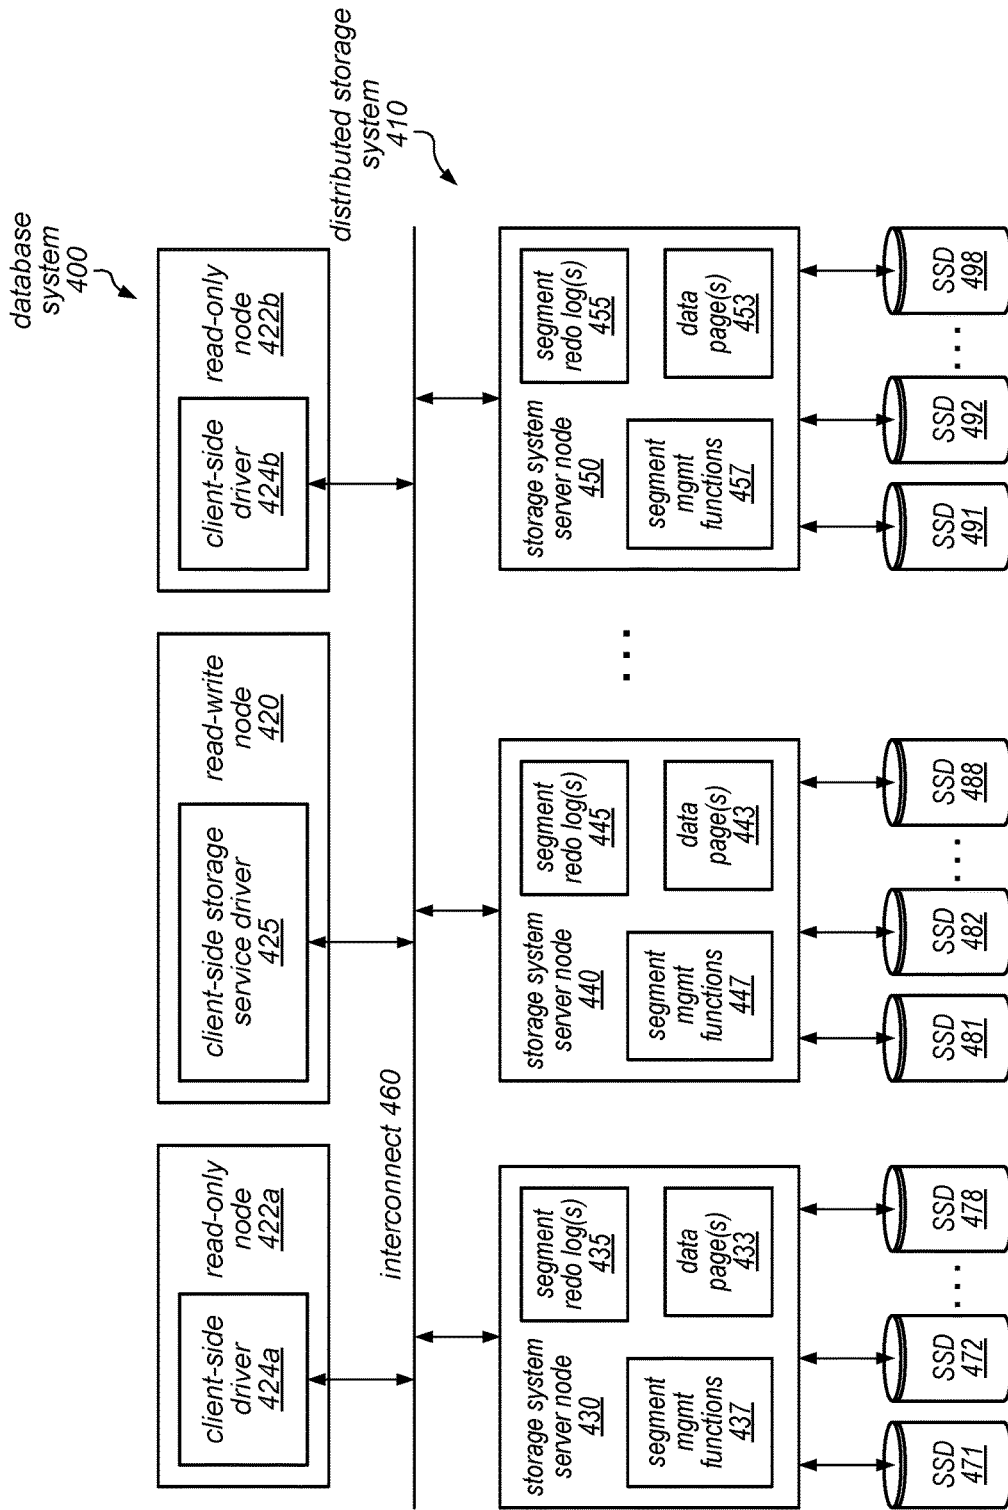 database
system
400
read-only
node
422a
client-side
driver
424a
read-write
node
420
client-side storage
service driver
425
read-only
node
422b
client-side
driver
424b
distributed storage
system
410
interconnect 460
storage system
server node
430
segment
redo log(s)
435
segment
mgmt
functions
437
data
page(s)
433
storage system
server node
440
segment
redo log(s)
445
segment
mgmt
functions
447
data
page(s)
443
...
storage system
server node
450
segment
redo log(s)
455
segment
mgmt
functions
457
data
page(s)
453
SSD
471
SSD
472
...
SSD
478
SSD
481
SSD
482
...
SSD
488
SSD
491
SSD
492
...
SSD
498